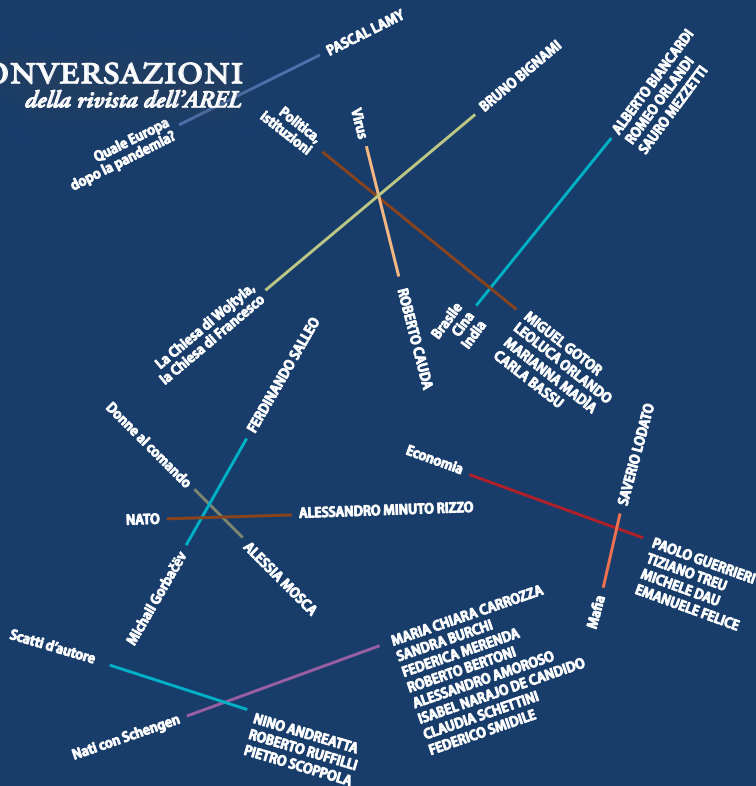 ONVERSAZIONI
della rivista dell'AREL
PASCAL LAMY
Quale Europa
dopo la pandemia?
Politica,
istituzioni
Virus
BRUNO BIGNAMI
ALBERTO BIANCARDI
ROMEO ORLANDI
SAURO MEZZETTI
La Chiesa di Wojtyla,
la Chiesa di Francesco
ROBERTO CAUDA
Brasile
Cina
India
MIGUEL GOTOR
LEOLUCA ORLANDO
MARIANNA MADÌA
CARLA BASSU
FERDINANDO SALLEO
Donne al comando
NATO
ALESSANDRO MINUTO RIZZO
Michail Gorbačëv
ALESSIA MOSCA
Economia
SAVERIO LODATO
PAOLO GUERRIERI
TIZIANO TREU
MICHELE DAU
EMANUELE FELICE
Mafia
Scatti d'autore
NINO ANDREATTA
ROBERTO RUFFILLI
PIETRO SCOPPOLA
Nati con Schengen
MARIA CHIARA CARROZZA
SANDRA BURCHI
FEDERICA MERENDA
ROBERTO BERTONI
ALESSANDRO AMOROSO
ISABEL NARAJO DE CANDIDO
CLAUDIA SCHETTINI
FEDERICO SMIDILE